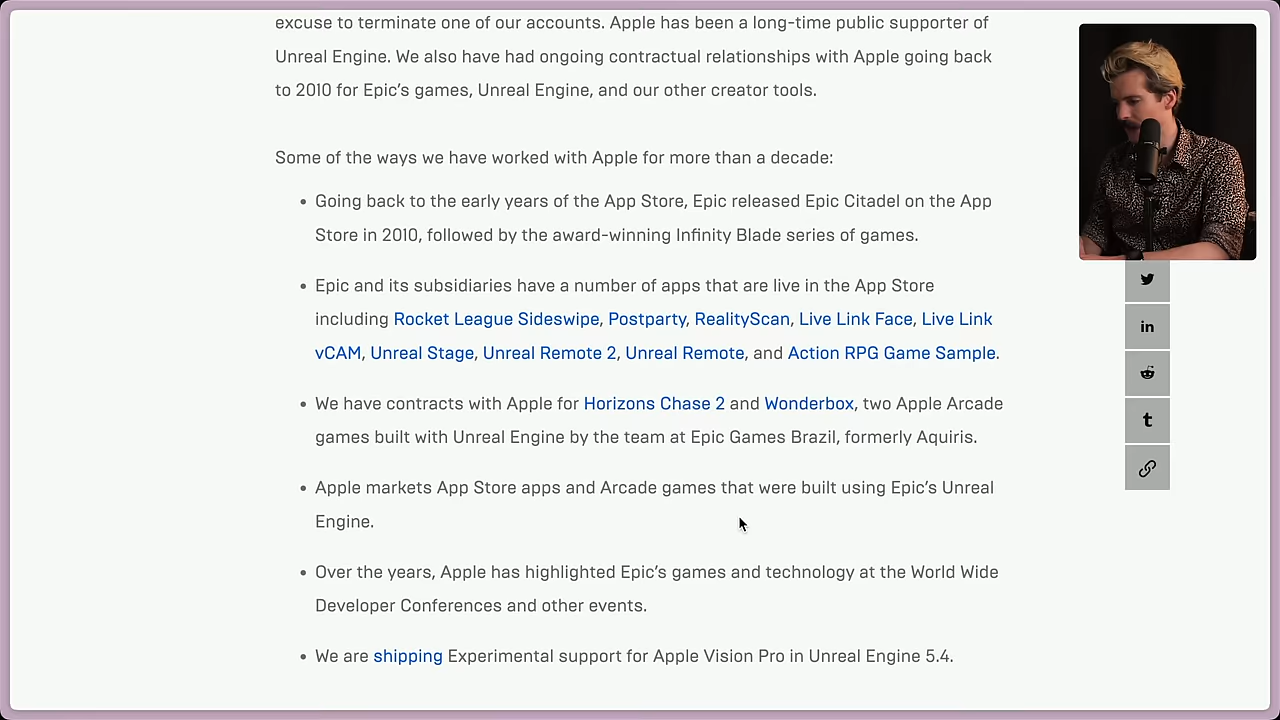 excuse to terminate one of our accounts. Apple has been a long-time public supporter of
Unreal Engine. We also have had ongoing contractual relationships with Apple going back
to 2010 for Epic's games, Unreal Engine, and our other creator tools.
Some of the ways we have worked with Apple for more than a decade:
• Going back to the early years of the App Store, Epic released Epic Citadel on the App
Store in 2010, followed by the award-winning Infinity Blade series of games.
• Epic and its subsidiaries have a number of apps that are live in the App Store
including Rocket League Sideswipe, Postparty, RealityScan, Live Link Face, Live Link
vCAM, Unreal Stage, Unreal Remote 2, Unreal Remote, and Action RPG Game Sample.
• We have contracts with Apple for Horizons Chase 2 and Wonderbox, two Apple Arcade
games built with Unreal Engine by the team at Epic Games Brazil, formerly Aquiris.
• Apple markets App Store apps and Arcade games that were built using Epic's Unreal
Engine.
• Over the years, Apple has highlighted Epic's games and technology at the World Wide
Developer Conferences and other events.
• We are shipping Experimental support for Apple Vision Pro in Unreal Engine 5.4.
in
t